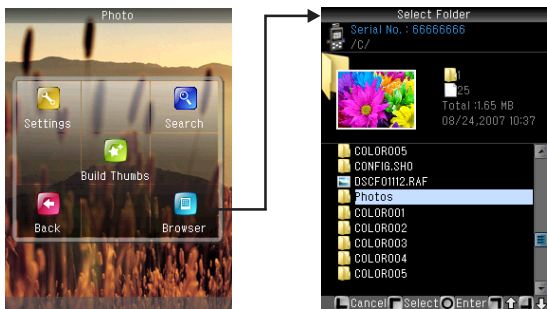 Photo
Settings
Search
Build Thumbs
Back
Browser
Select Folder
Serial No. : 66666666
/C/
1
25
Total :1.65 MB
08/24,2007 10:37
COLOR005
CONFIG.SHO
DSCF01112.RAF
Photos
COLOR001
COLOR002
COLOR003
COLOR004
COLOR005
Cancel Select Enter